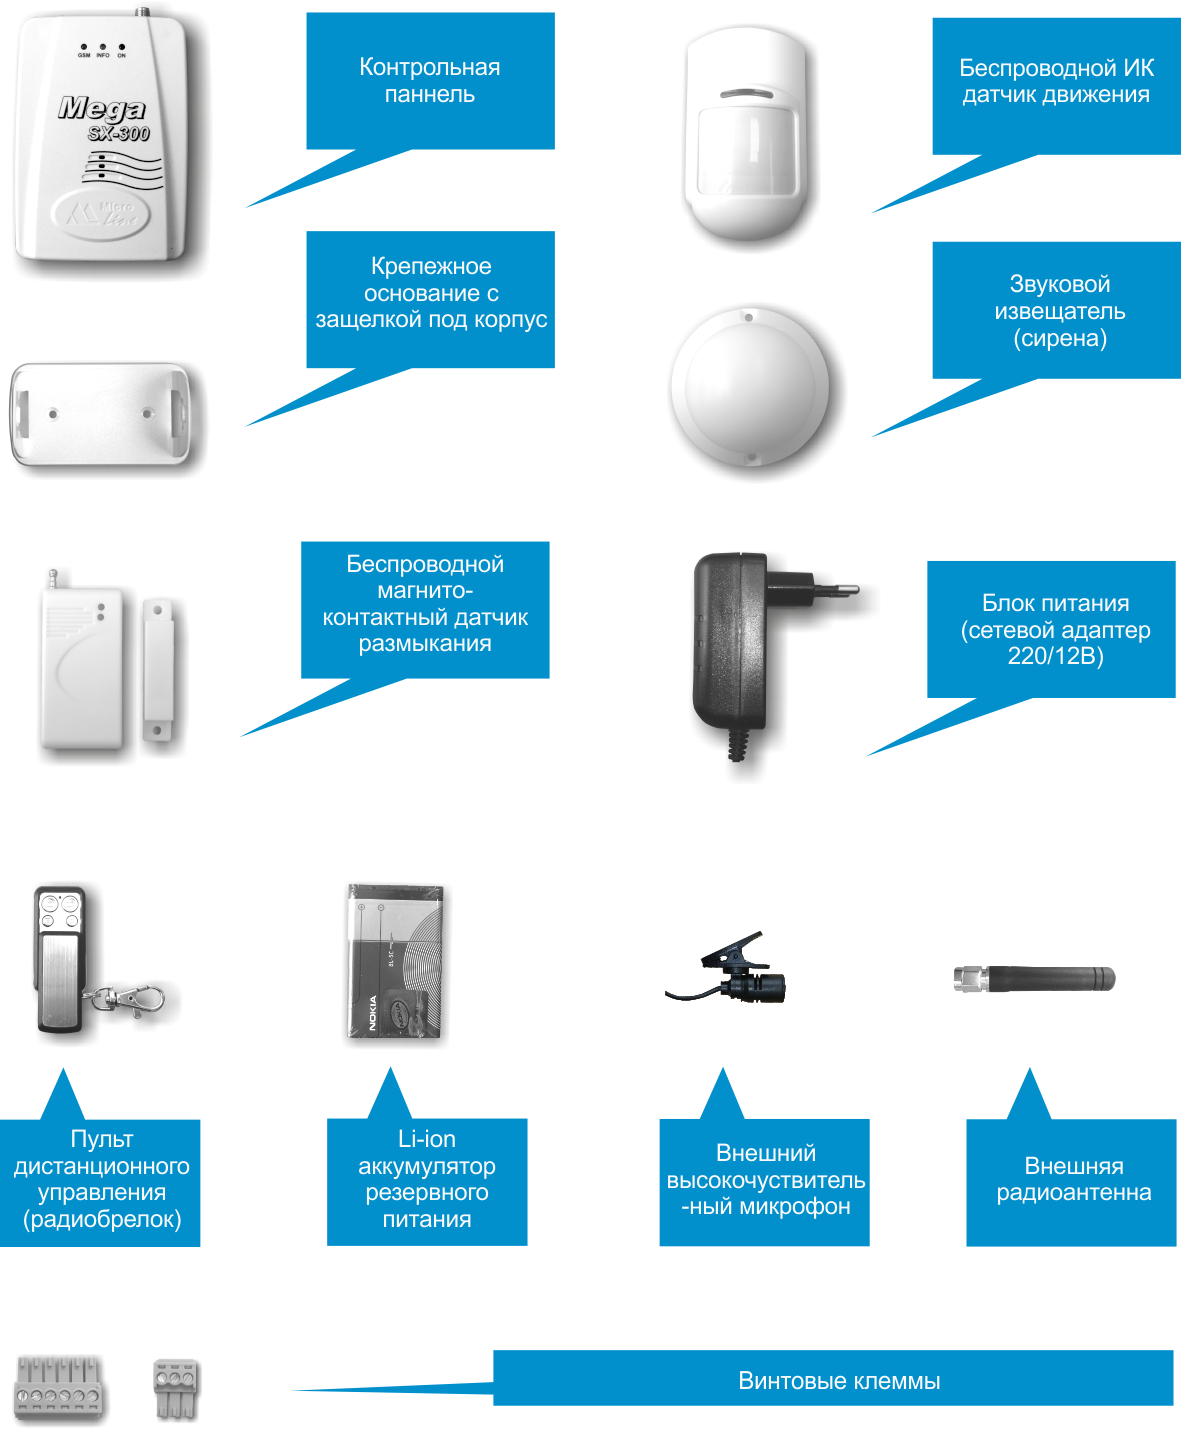 GSM INFO ON
Mega
SX-300
Micro
Line
Контрольная
паннель
Беспроводной ИК
датчик движения
Крепежное
основание с
защелкой под корпус
Звуковой
извещатель
(сирена)
Беспроводной
магнито-
контактный датчик
размыкания
Блок питания
(сетевой адаптер
220/12В)
NOKIA
Пульт
дистанционного
управления
(радиобрелок)
Li-ion
аккумулятор
резервного
питания
Внешний
высокочуствитель
-ный микрофон
Внешняя
радиоантенна
Винтовые клеммы